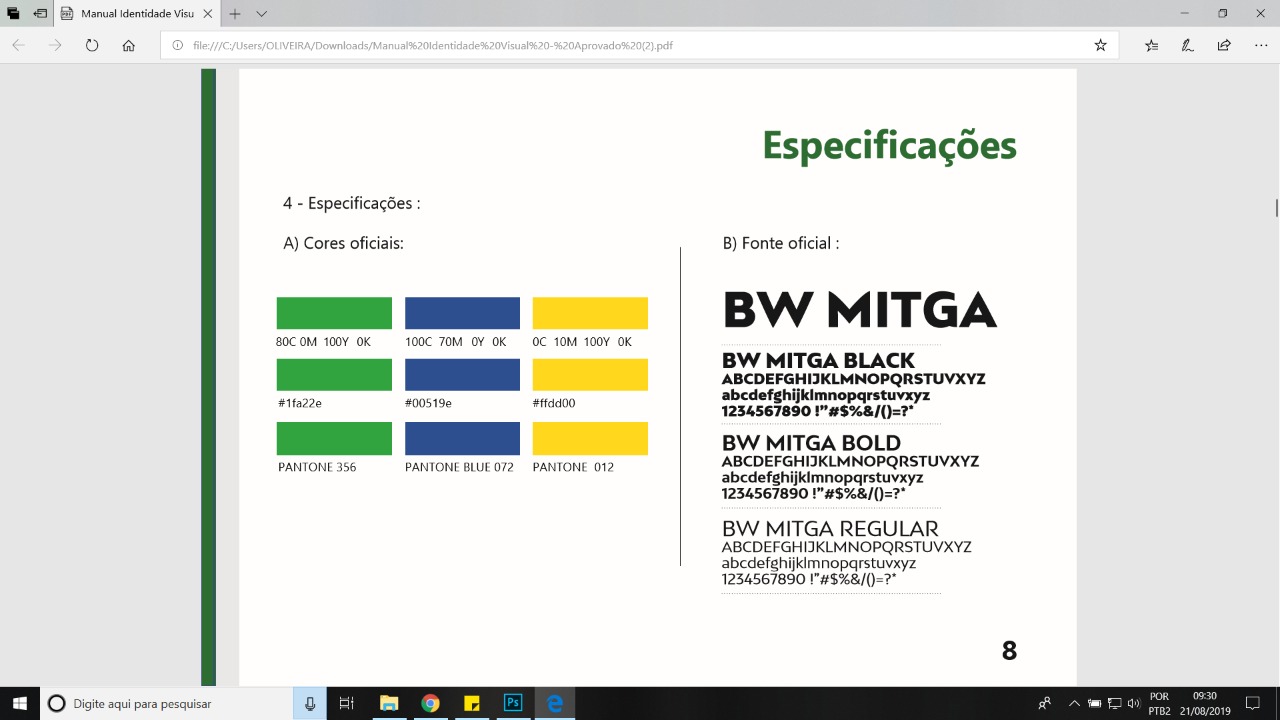 Manual Identidade Visu
file:///C:/Users/OLIVEIRA/Downloads/Manual%20Identidade%20Visual%20-%20Aprovado%20(2).pdf
Especificações
4 - Especificações :
A) Cores oficiais:
80C 0M 100Y 0K
100C 70M 0Y 0K
0C 10M 100Y 0K
#1fa22e
#00519e
#ffdd00
PANTONE 356
PANTONE BLUE 072
PANTONE 012
B) Fonte oficial :
BW MITGA
BW MITGA BLACK
ABCDEFGHIJKLMNOPQRSTUVXYZ
abcdefghijklmnopqrstuvxyz
1234567890 !”#$%&/()=?*
BW MITGA BOLD
ABCDEFGHIJKLMNOPQRSTUVXYZ
abcdefghijklmnopqrstuvxyz
1234567890 !”#$%&/()=?*
BW MITGA REGULAR
ABCDEFGHIJKLMNOPQRSTUVXYZ
abcdefghijklmnopqrstuvxyz
1234567890 !”#$%&/()=?*
8
Digite aqui para pesquisar
Ps
POR
PTB2
09:30
21/08/2019